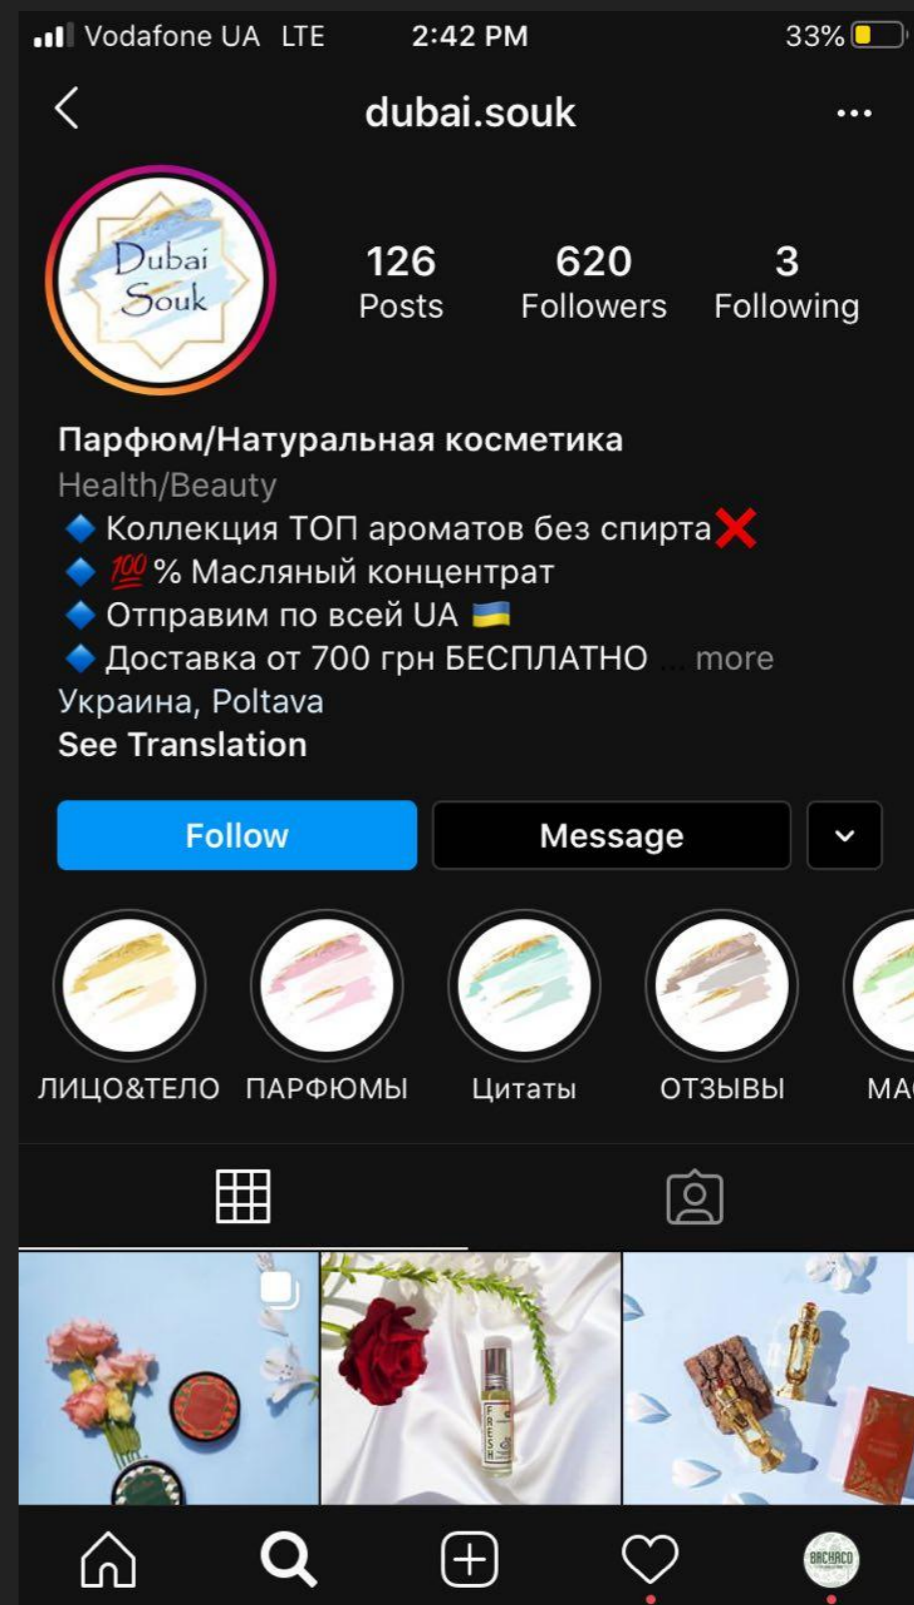 Vodafone UA LTE 2:42 PM 33%
dubai.souk
Dubai
Souk
126 620 3
Posts Followers Following
Парфюм/Натуральная косметика
Health/Beauty
🔷 Коллекция ТОП ароматов без спирта❌
🔷 💯 % Масляный концентрат
🔷 Отправим по всей UA 🇺🇦
🔷 Доставка от 700 грн БЕСПЛАТНО ... more
Украина, Poltava
See Translation
Follow Message
ЛИЦО&ТЕЛО ПАРФЮМЫ Цитаты ОТЗЫВЫ
FRESH
BACHACO